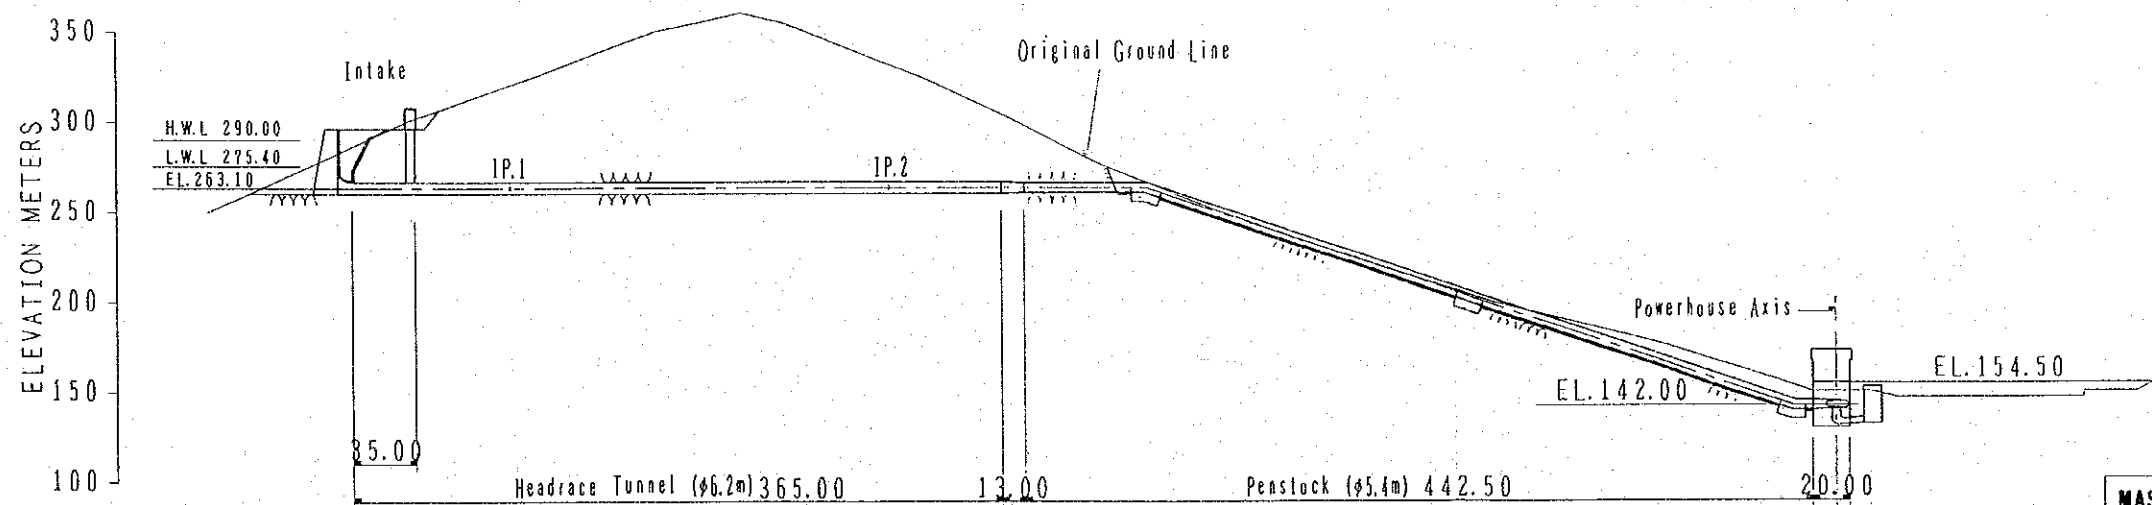 350
Original Ground Line
Intake
300
H.W.L 290.00
L.W.L 275.40
EL.263.10
IP.1
IP.2
250
ELEVATION METERS
200
Powerhouse Axis
EL.154.50
EL.142.00
150
35.00
100
Headrace Tunnel (φ6.2m) 365.00
13.00
Penstock (φ5.4m) 442.50
20.00